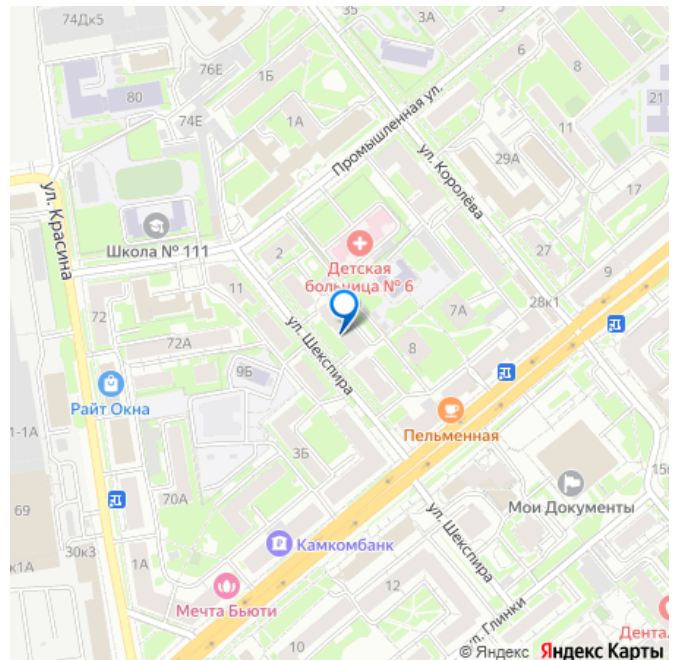 74Дк5
35
3А
6
8
76Е
1Б
80
74Е
1А
21
11
Промышленная ул.
29А
ул. Королёва
17
ул. Красина
Школа № 111
2
Детская
больница № 6
27
9
11
28к1
72
7А
ул. Шекспира
72А
8
9Б
Райт Окна
1-1А
Пельменная
3Б
15
70А
Мои Документы
69
Камкомбанк
ул. Шекспира
30к3
к1А
1А
12
Мечта Бьюти
ул. Глинки
Дента
10
© Яндекс Яндекс Карты